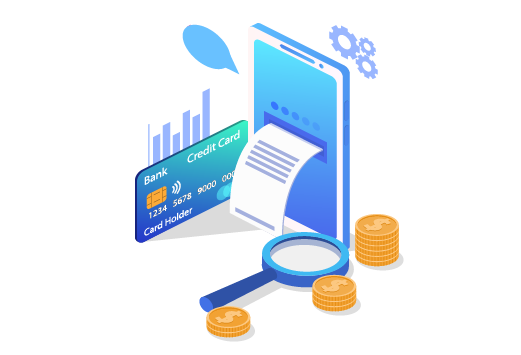 Bank
Credit Card
1234 5678 9000 000
Card Holder
$
$
$